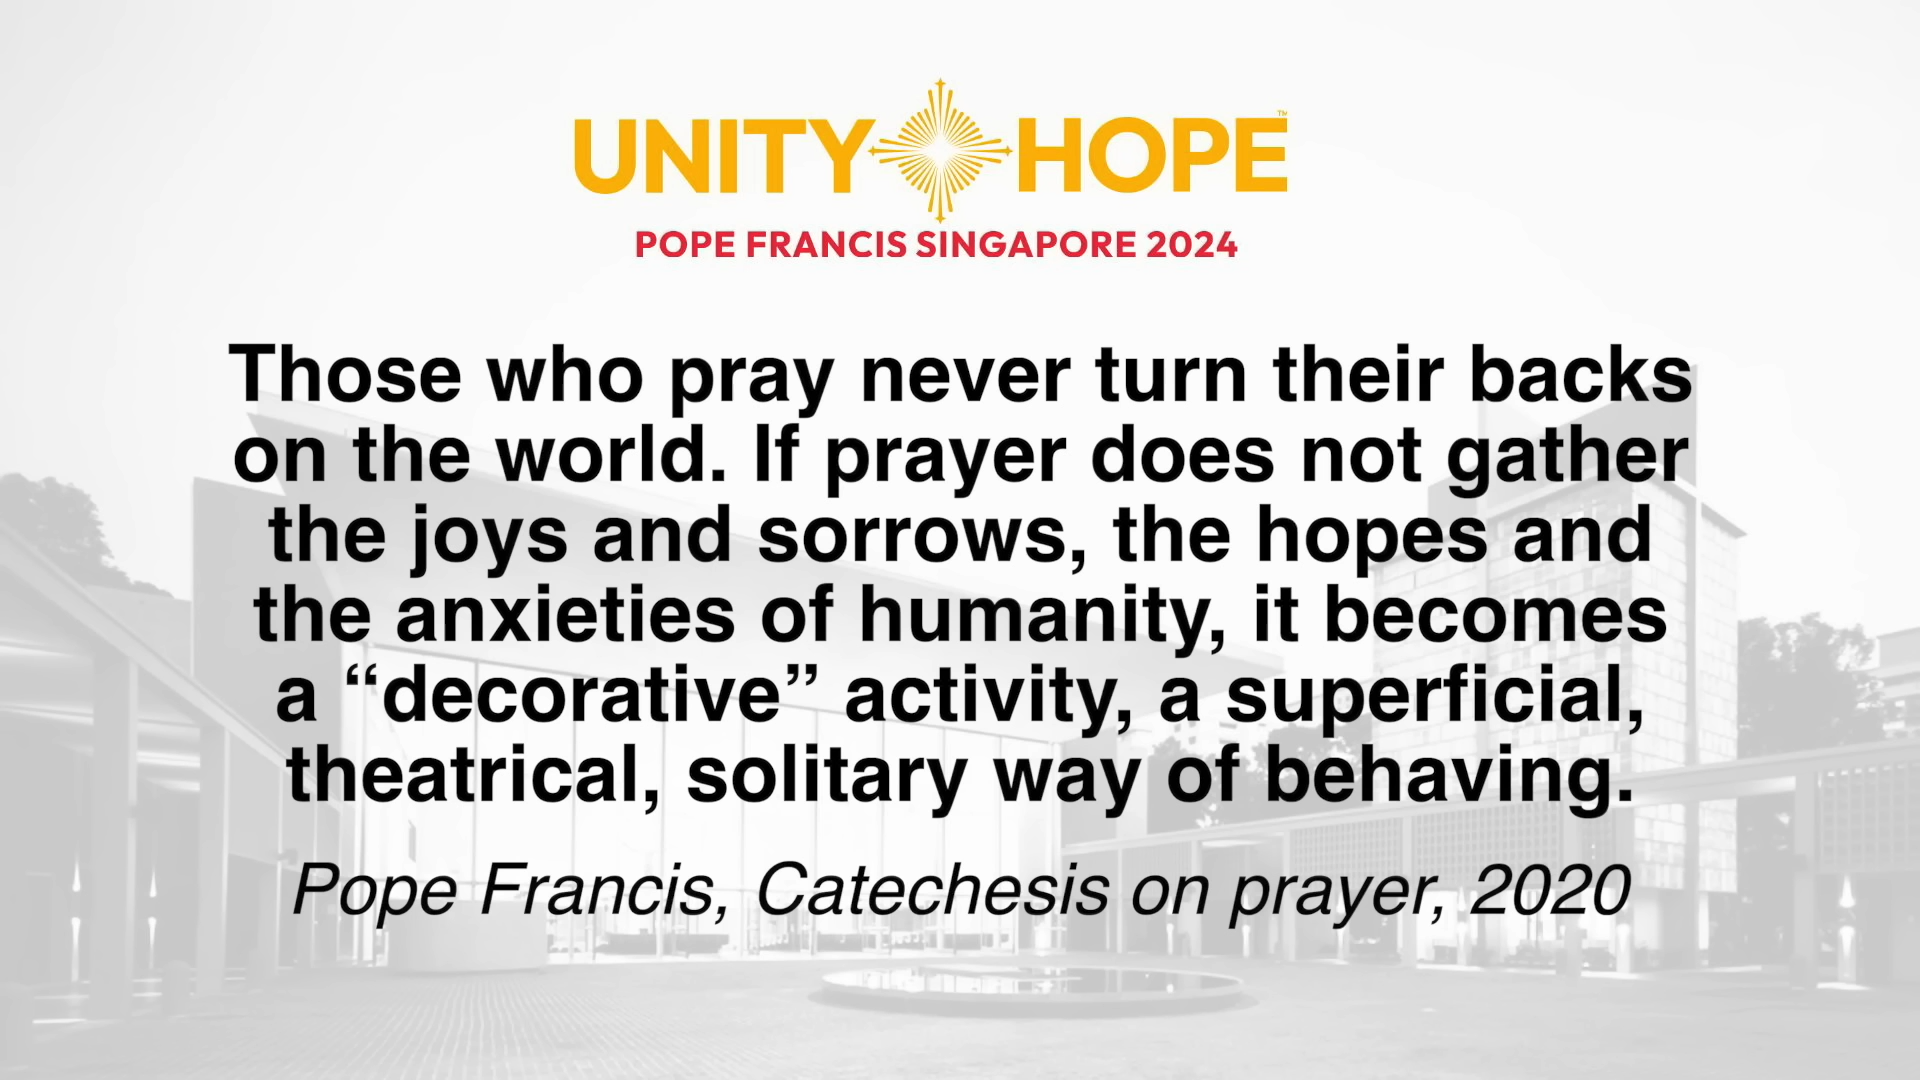 UNITY HOPE™
POPE FRANCIS SINGAPORE 2024
Those who pray never turn their backs
on the world. If prayer does not gather
the joys and sorrows, the hopes and
the anxieties of humanity, it becomes
a “decorative” activity, a superficial,
theatrical, solitary way of behaving.
Pope Francis, Catechesis on prayer, 2020